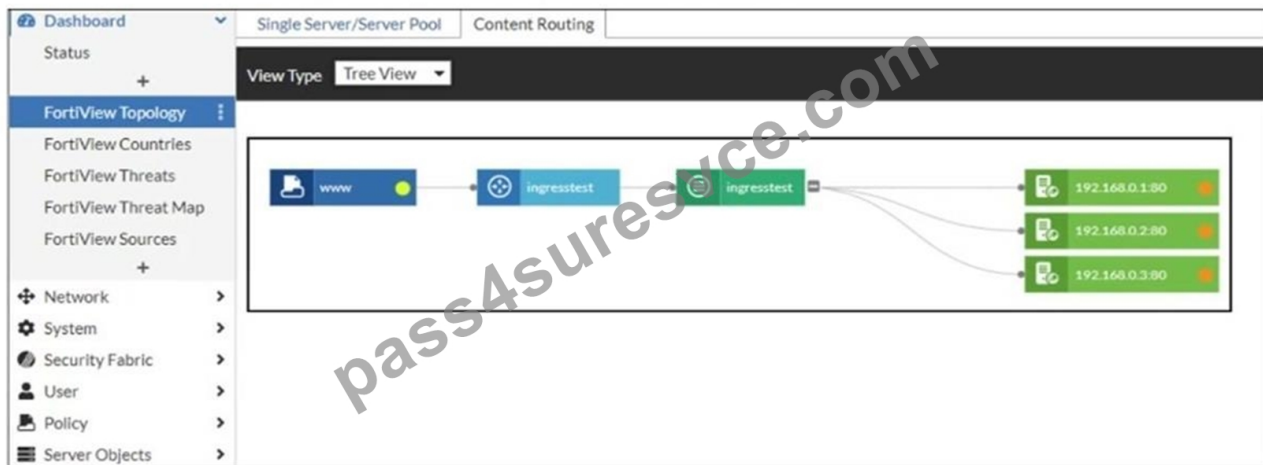 Dashboard
Status
+
FortiView Topology
FortiView Countries
FortiView Threats
FortiView Threat Map
FortiView Sources
+
Network
System
Security Fabric
User
Policy
Server Objects
Single Server/Server Pool
Content Routing
View Type Tree View
www
ingresstest
ingresstest
192.168.0.1:80
192.168.0.2:80
192.168.0.3:80
pass4suresvce.com